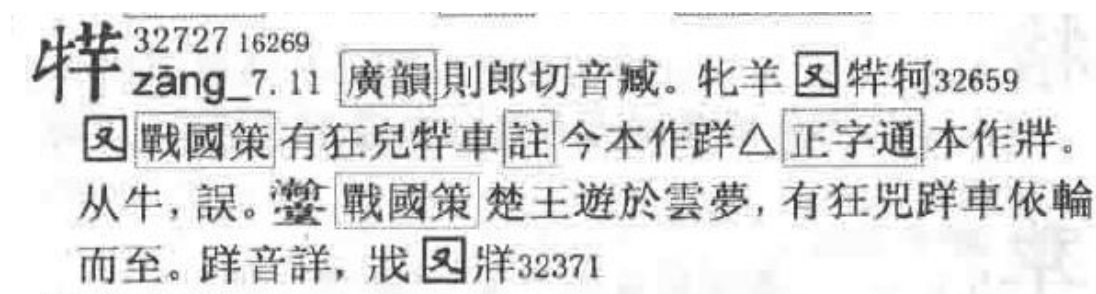 牂 32727 16269
zāng_7.11 廣韻則郎切音臧。牝羊又牂牁32659
又戰國策有狂兒牂車註今本作䍧△正字通本作牂。
从牛，誤。戰國策楚王遊於雲夢，有狂兕䍧車依輪
而至。䍧音詳，戕又牂32371